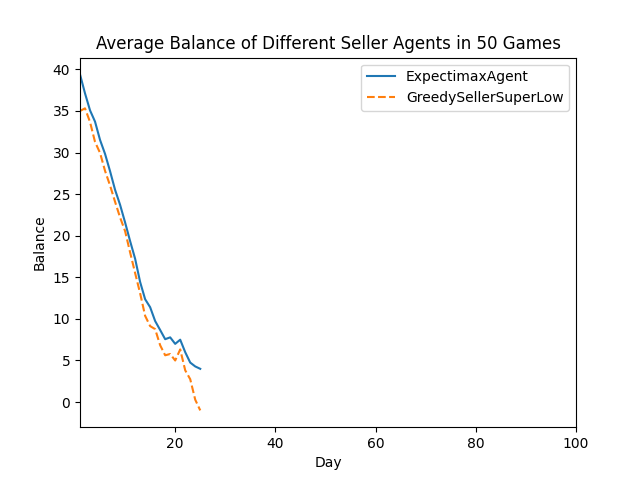 Average Balance of Different Seller Agents in 50 Games
40
35
30
25
20
15
10
5
0
Balance
ExpectimaxAgent
GreedySellerSuperLow
20
40
60
80
100
Day